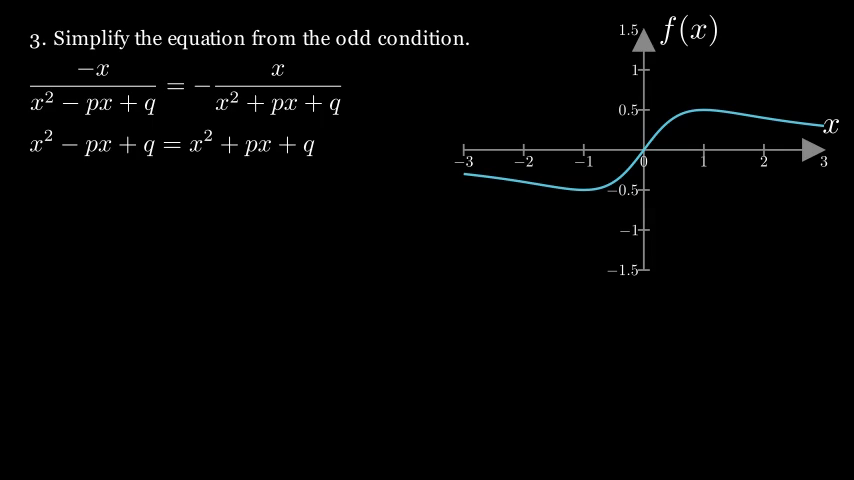 3. Simplify the equation from the odd condition.
\frac{-x}{x^2 - px + q} = -\frac{x}{x^2 + px + q}
x^2 - px + q = x^2 + px + q
f(x)
1.5
1
0.5
x
−3 −2 −1 0 1 2 3
−0.5
−1
−1.5